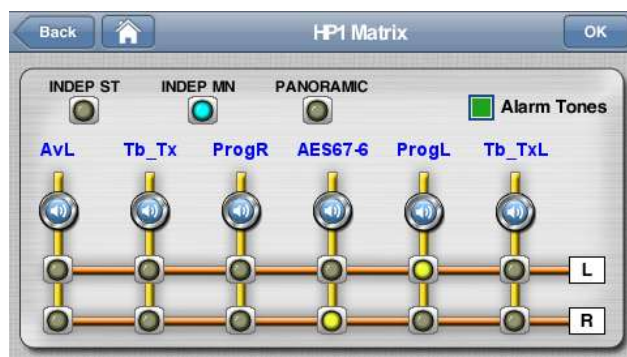 Back HP1 Matrix OK
INDEP ST INDEP MN PANORAMIC
Alarm Tones
AvL Tb_Tx ProgR AES67-6 ProgL Tb_TxL
L
R